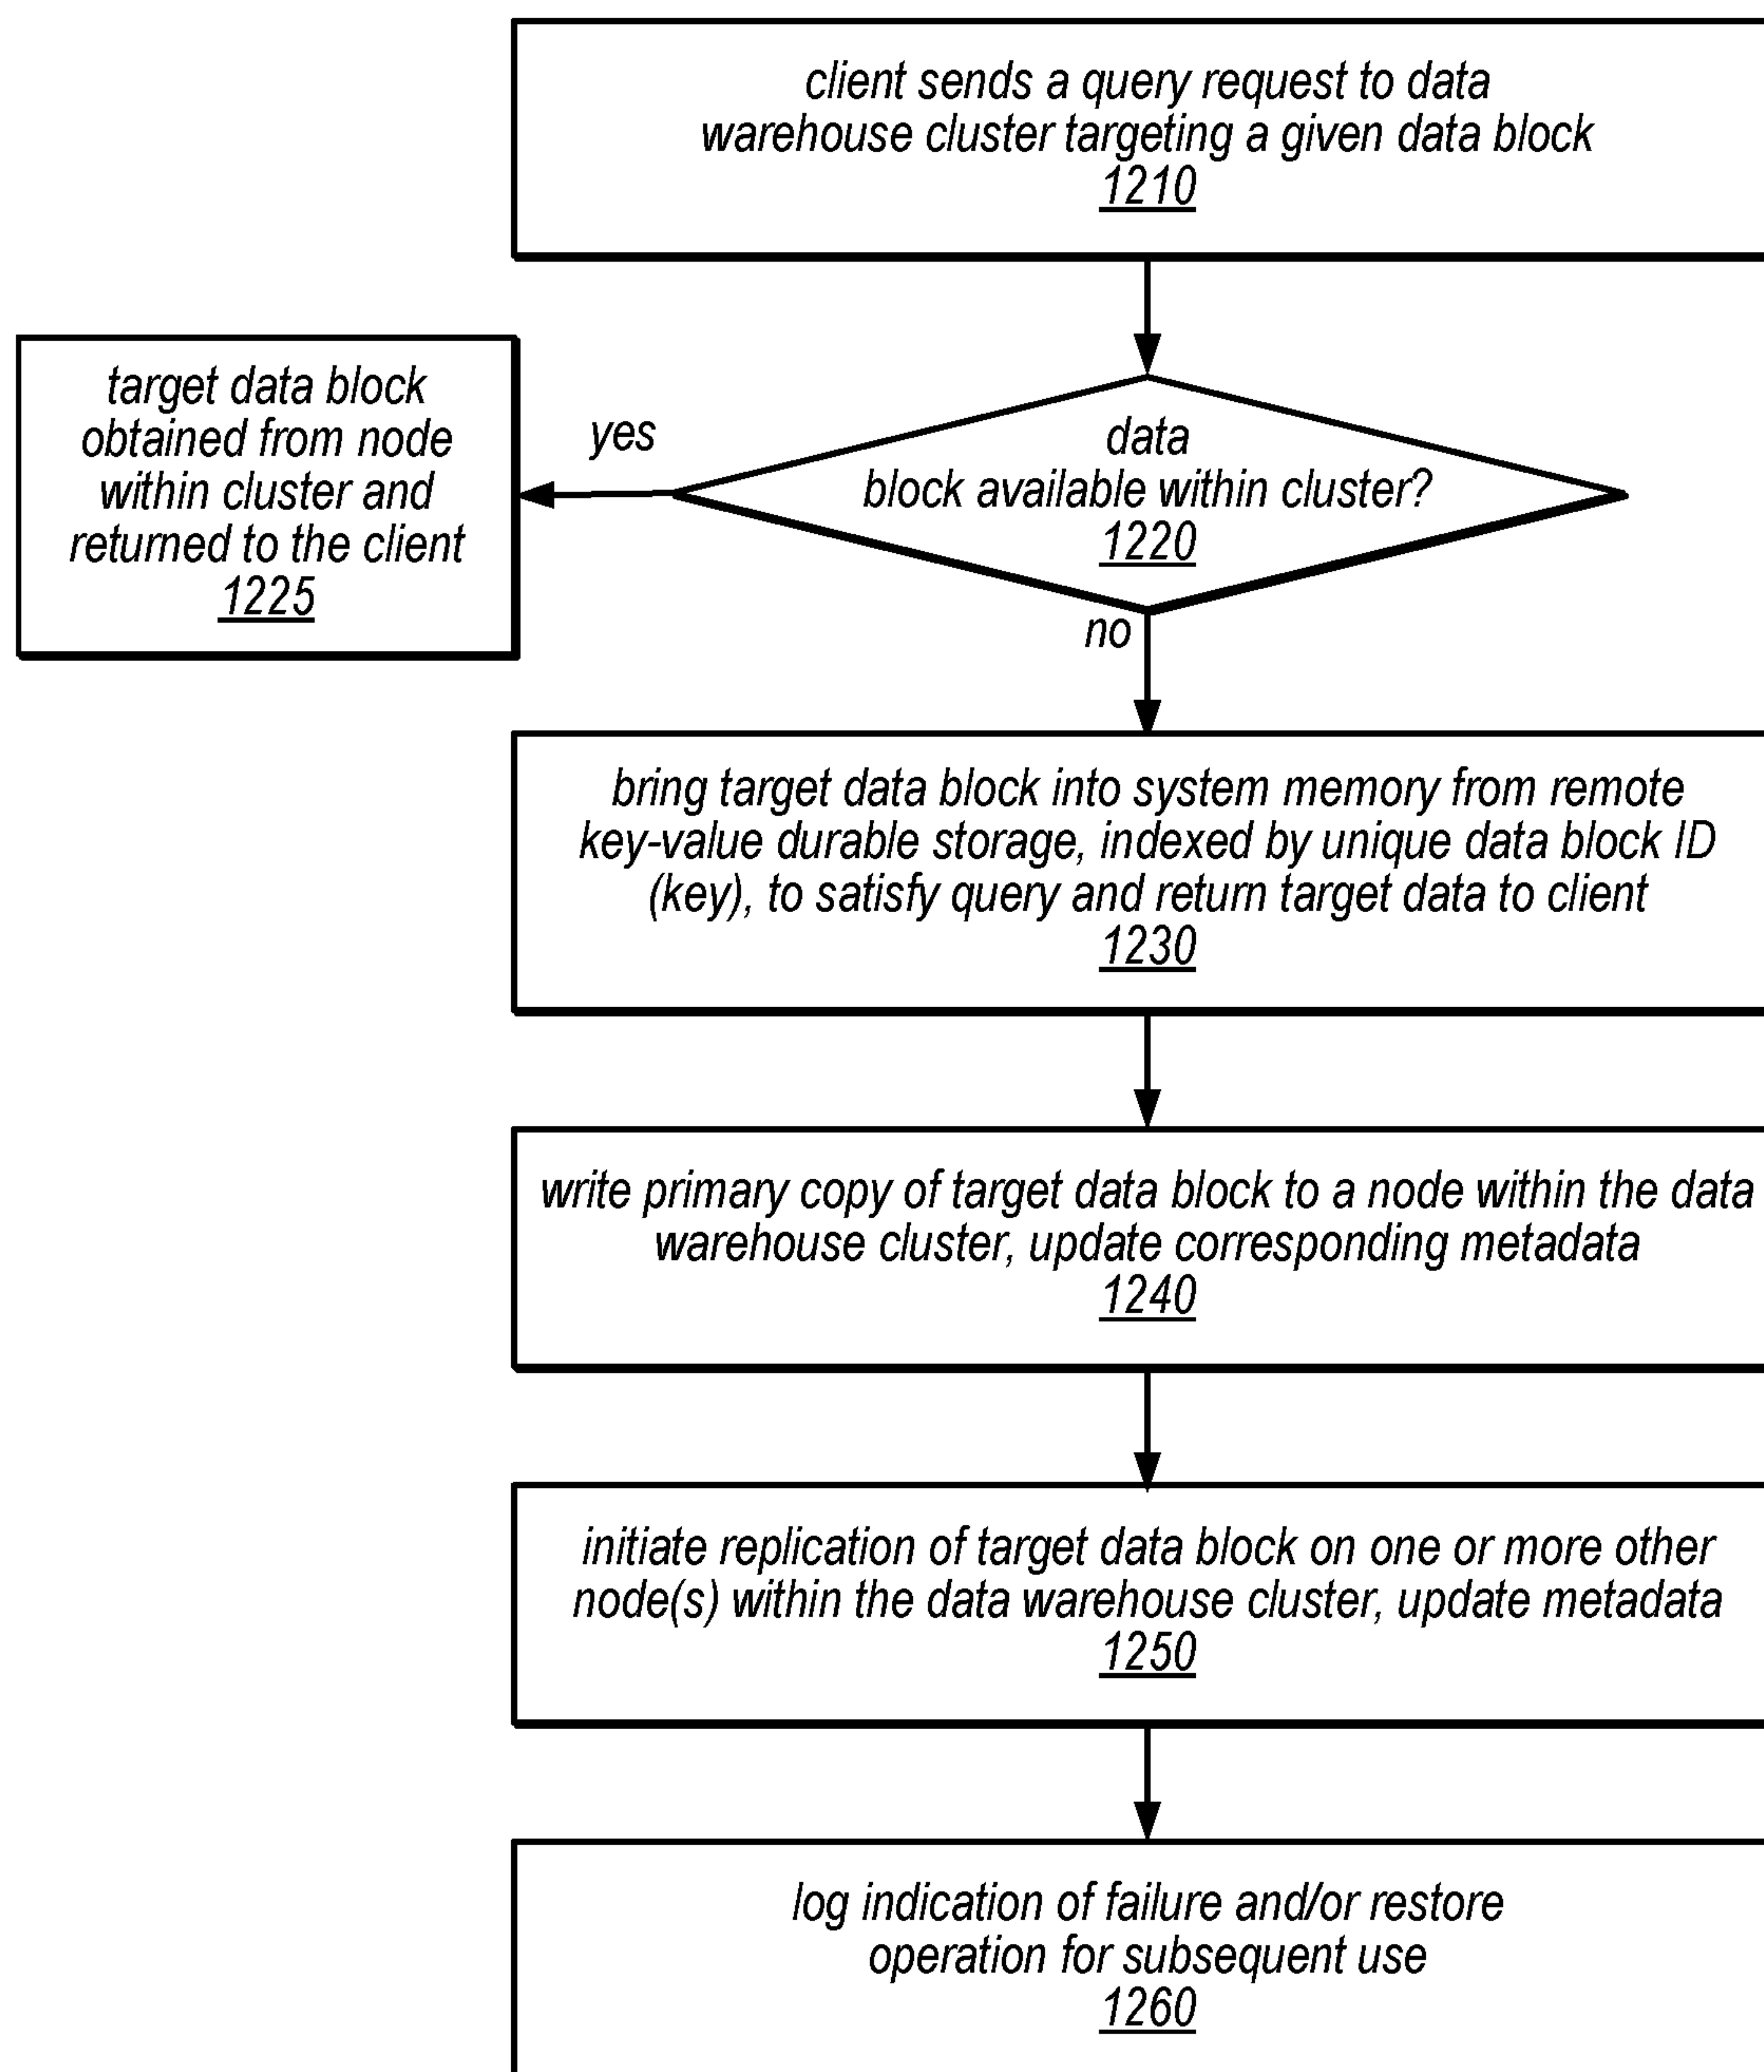 client sends a query request to data
warehouse cluster targeting a given data block
1210
target data block
obtained from node
within cluster and
returned to the client
1225
yes
data
block available within cluster?
1220
no
bring target data block into system memory from remote
key-value durable storage, indexed by unique data block ID
(key), to satisfy query and return target data to client
1230
write primary copy of target data block to a node within the data
warehouse cluster, update corresponding metadata
1240
initiate replication of target data block on one or more other
node(s) within the data warehouse cluster, update metadata
1250
log indication of failure and/or restore
operation for subsequent use
1260